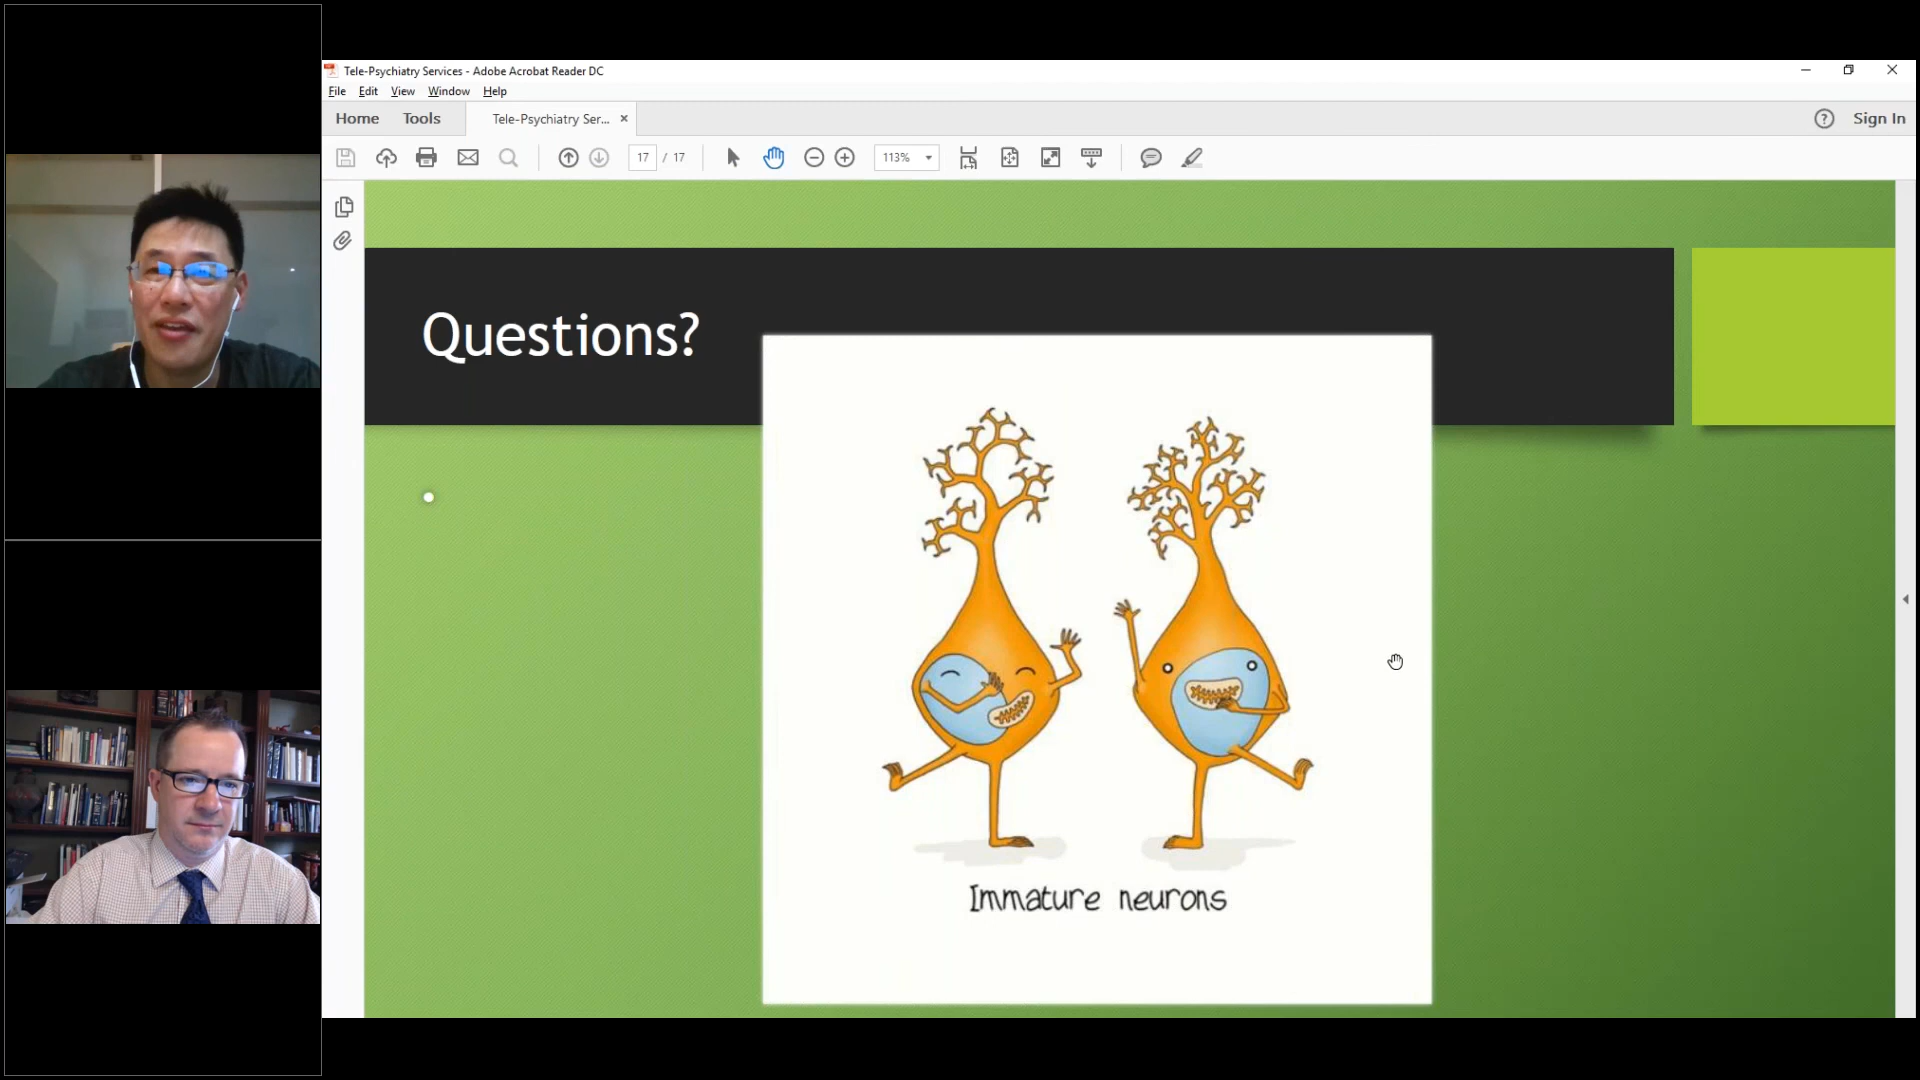 Tele-Psychiatry Services - Adobe Acrobat Reader DC
File Edit View Window Help
Home Tools Tele-Psychiatry Ser... Sign In
17 / 17 113%
Questions?
Immature neurons